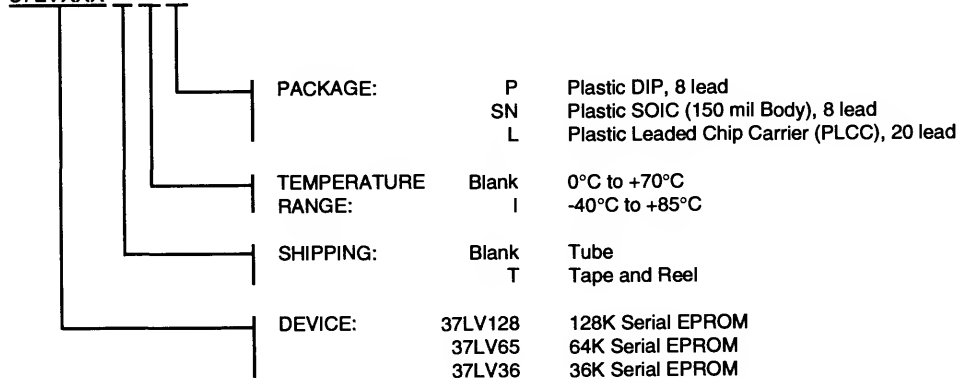 PACKAGE: P Plastic DIP, 8 lead
SN Plastic SOIC (150 mil Body), 8 lead
L Plastic Leaded Chip Carrier (PLCC), 20 lead
TEMPERATURE Blank 0°C to +70°C
RANGE: I -40°C to +85°C
SHIPPING: Blank Tube
T Tape and Reel
DEVICE: 37LV128 128K Serial EPROM
37LV65 64K Serial EPROM
37LV36 36K Serial EPROM